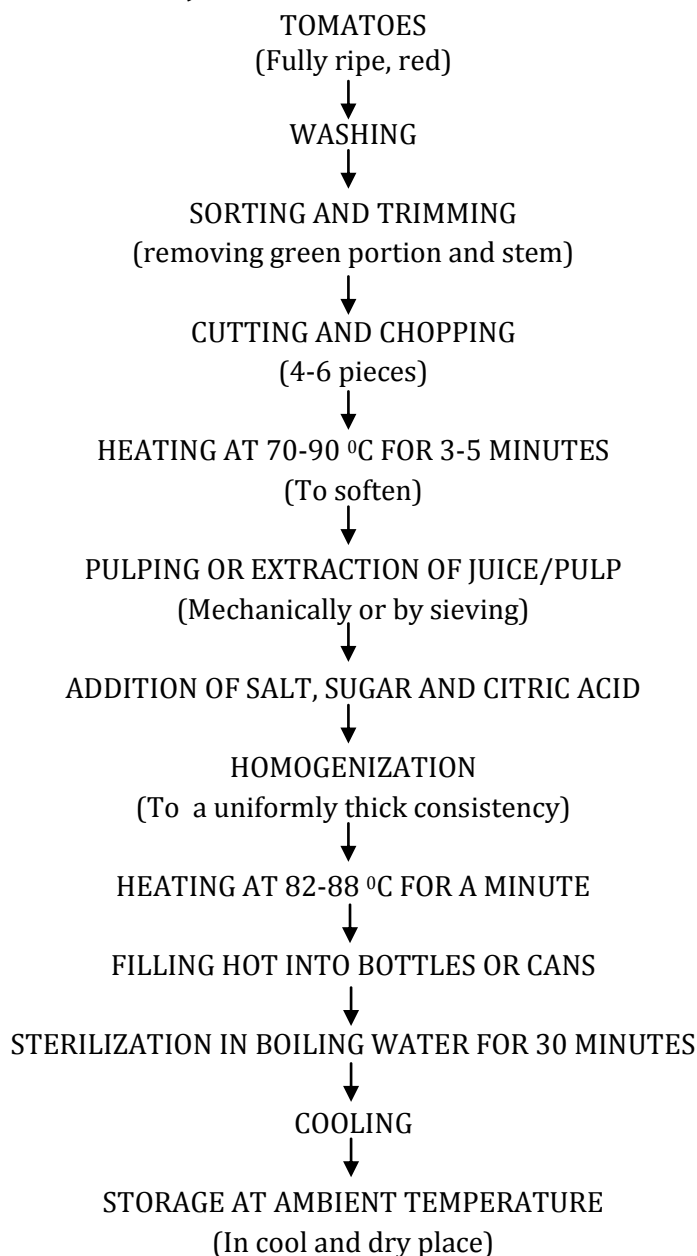 TOMATOES
(Fully ripe, red)
WASHING
SORTING AND TRIMMING
(removing green portion and stem)
CUTTING AND CHOPPING
(4-6 pieces)
HEATING AT 70-90 ⁰C FOR 3-5 MINUTES
(To soften)
PULPING OR EXTRACTION OF JUICE/PULP
(Mechanically or by sieving)
ADDITION OF SALT, SUGAR AND CITRIC ACID
HOMOGENIZATION
(To a uniformly thick consistency)
HEATING AT 82-88 ⁰C FOR A MINUTE
FILLING HOT INTO BOTTLES OR CANS
STERILIZATION IN BOILING WATER FOR 30 MINUTES
COOLING
STORAGE AT AMBIENT TEMPERATURE
(In cool and dry place)